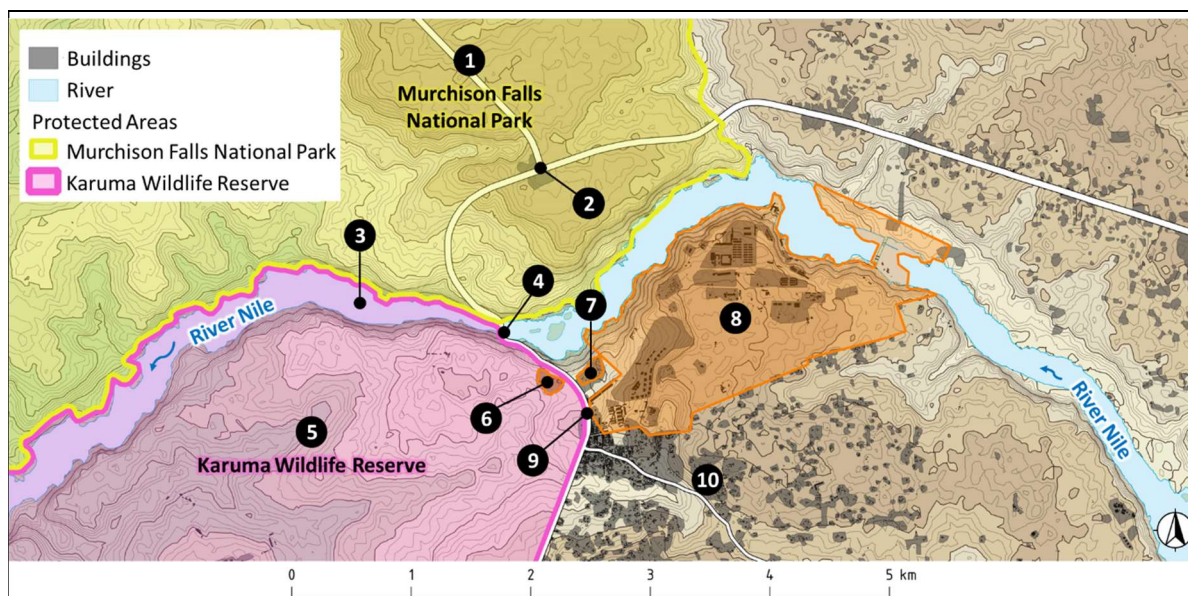 Buildings
River
Protected Areas
Murchison Falls National Park
Karuma Wildlife Reserve
1
Murchison Falls
National Park
2
3
4
7
8
River Nile
River Nile
6
5
Karuma Wildlife Reserve
9
10
0 1 2 3 4 5 km